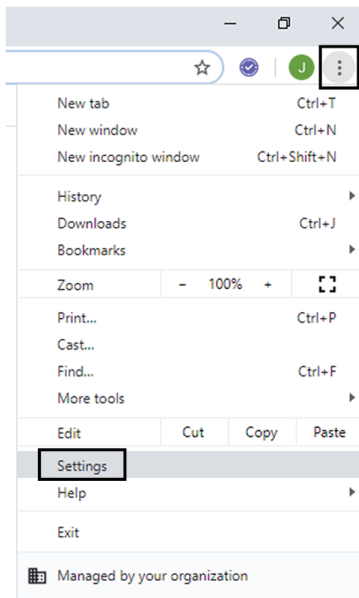 J
New tab Ctrl+T
New window Ctrl+N
New incognito window Ctrl+Shift+N
History
Downloads Ctrl+J
Bookmarks
Zoom - 100% +
Print... Ctrl+P
Cast...
Find... Ctrl+F
More tools
Edit Cut Copy Paste
Settings
Help
Exit
Managed by your organization